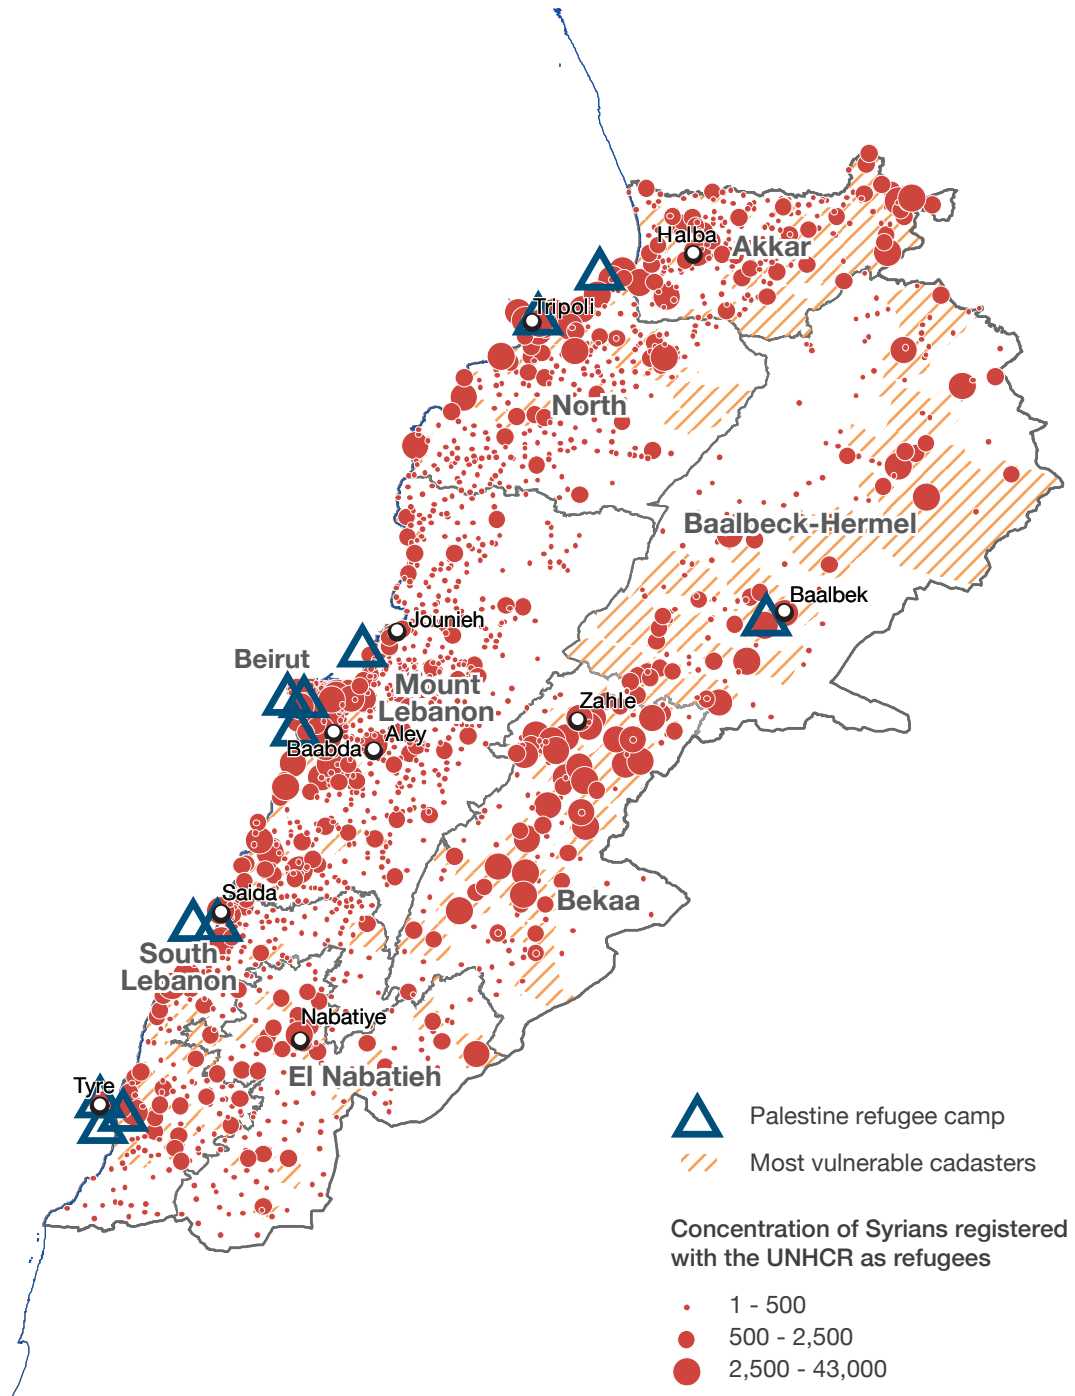 Halba
Akkar
Tripoli
North
Baalbeck-Hermel
Baalbek
Jounieh
Beirut
Mount
Lebanon
Zahle
Aley
Baabda
Saida
Bekaa
South
Lebanon
Nabatiye
El Nabatieh
Tyre
Palestine refugee camp
Most vulnerable cadasters
Concentration of Syrians registered
with the UNHCR as refugees
1 - 500
500 - 2,500
2,500 - 43,000